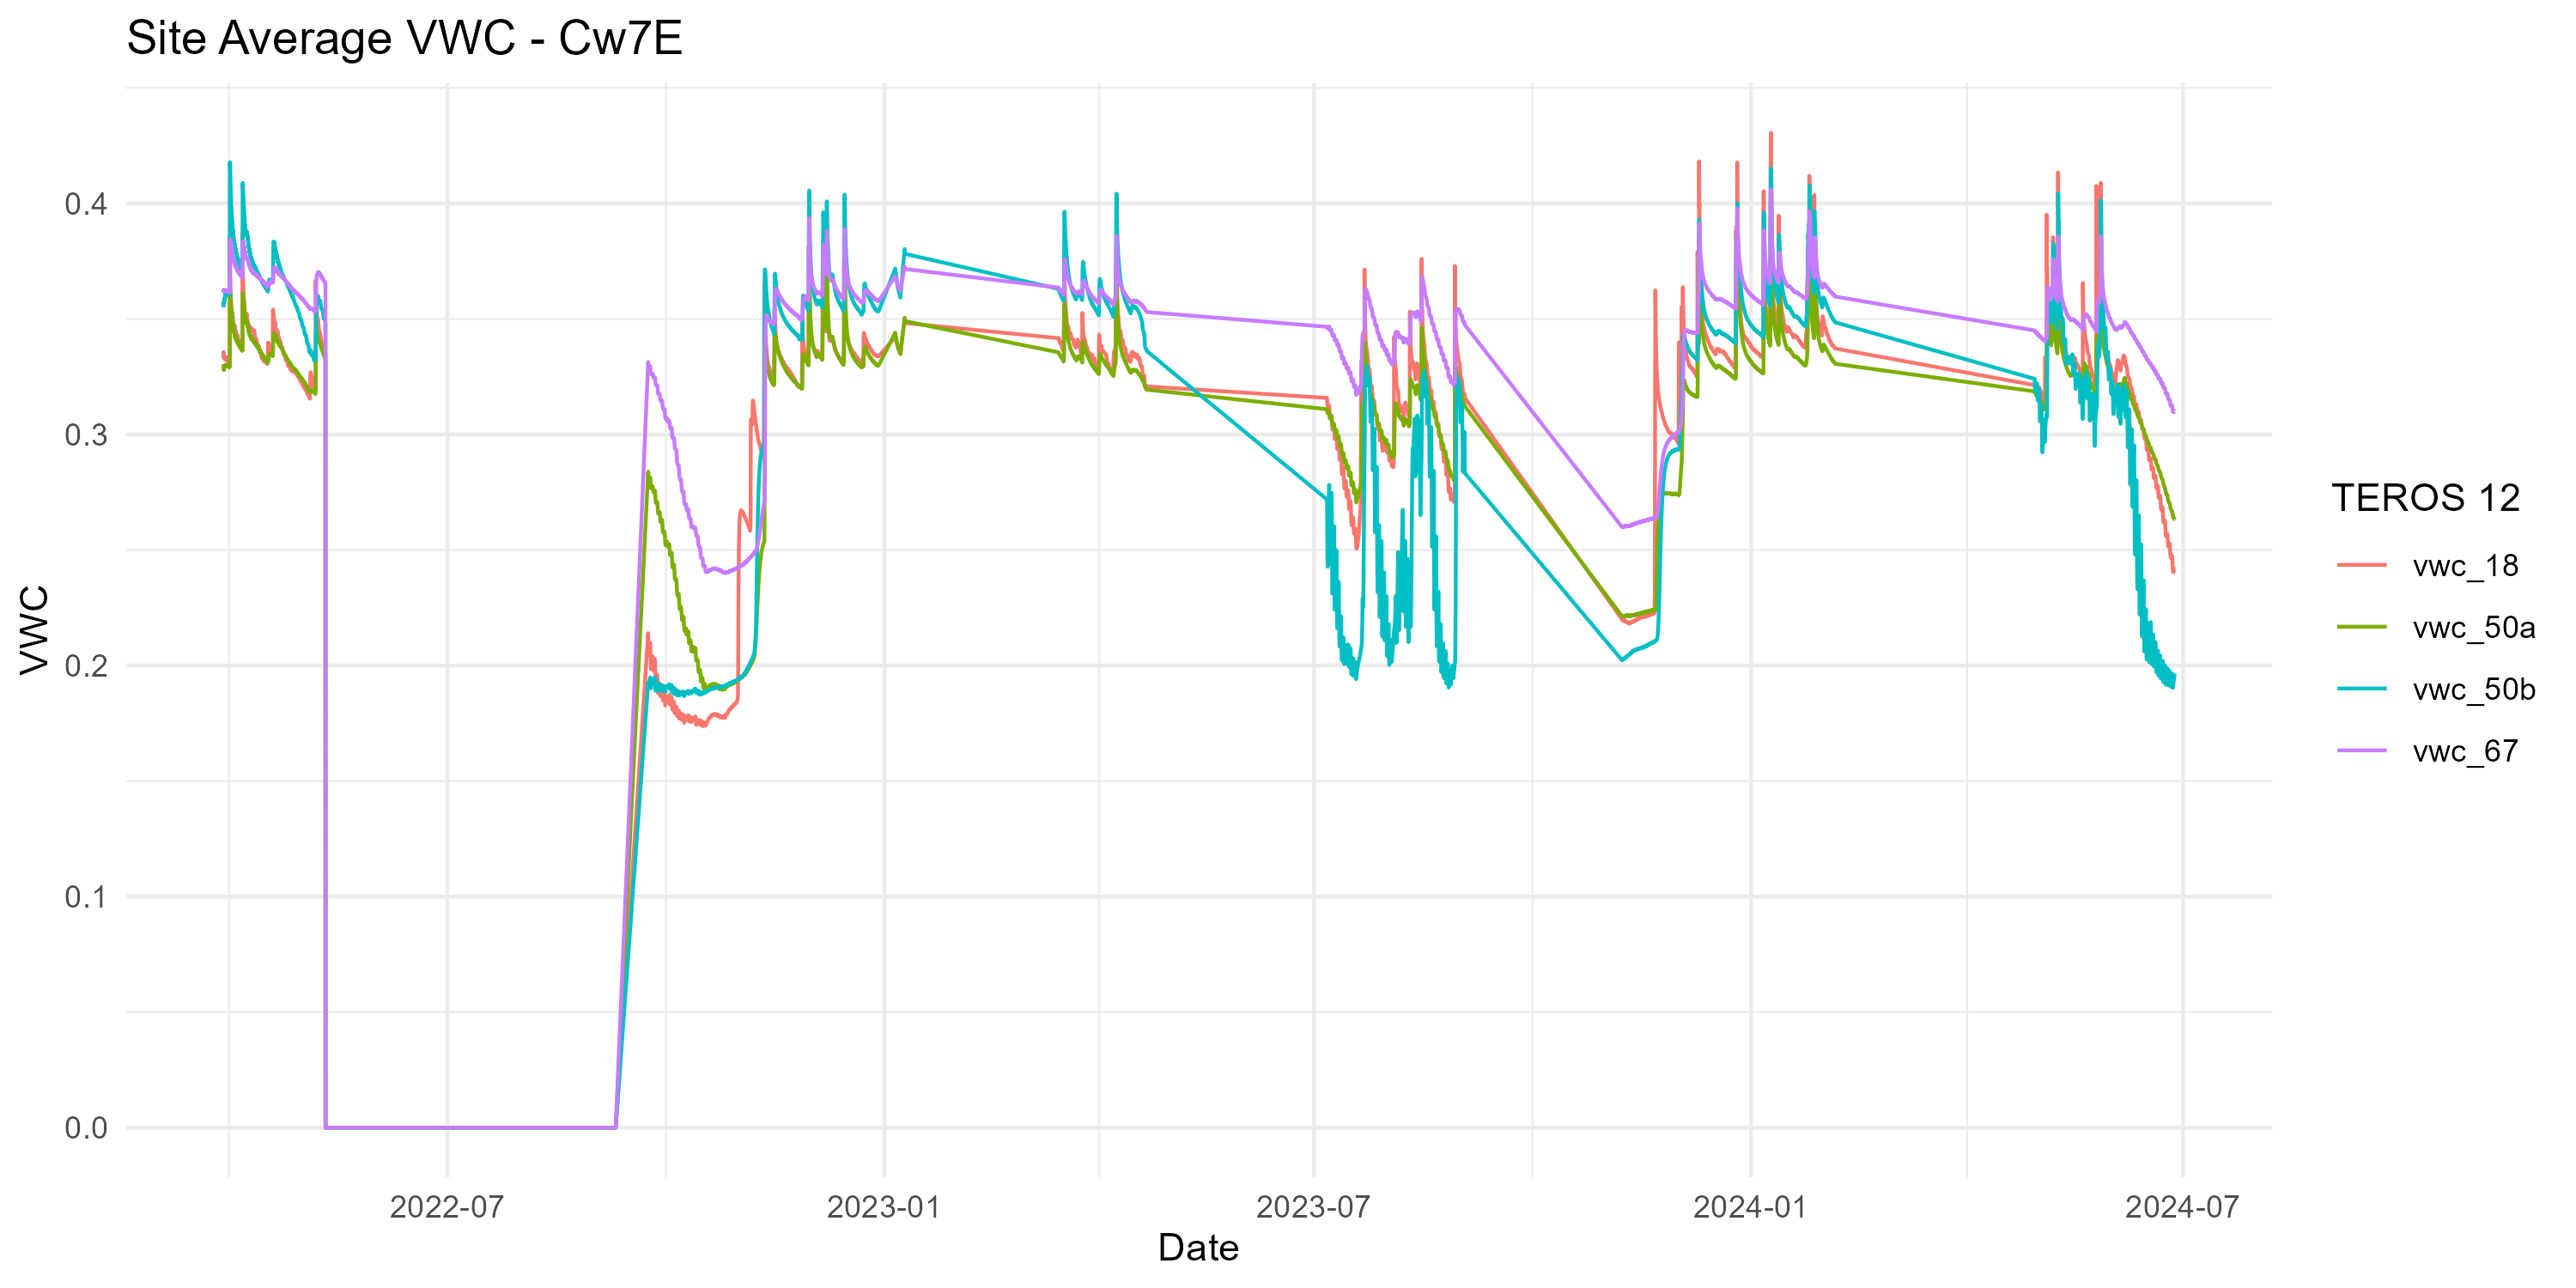 Site Average VWC - Cw7E
VWC
0.4
0.3
0.2
0.1
0.0
2022-07
2023-01
2023-07
2024-01
2024-07
Date
TEROS 12
vwc_18
vwc_50a
vwc_50b
vwc_67